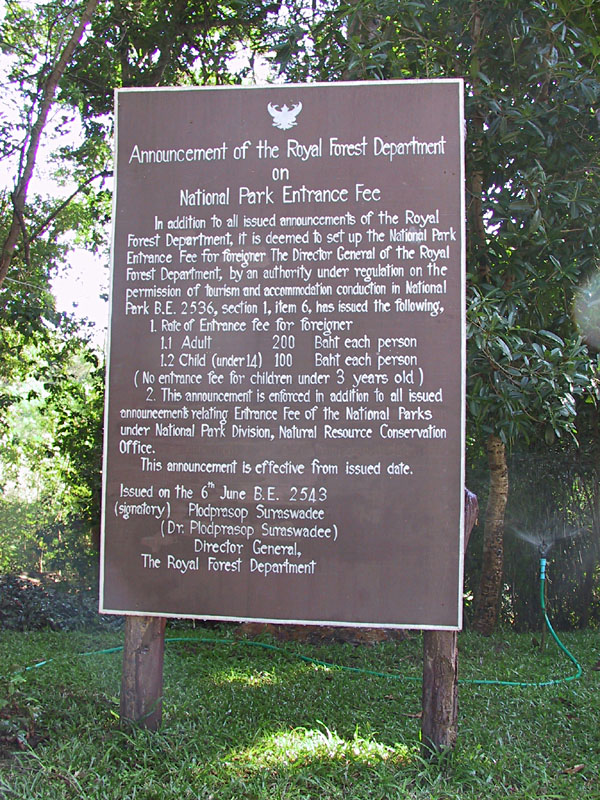 Announcement of the Royal Forest Department
on
National Park Entrance Fee
In addition to all issued announcements of the Royal
Forest Department, it is deemed to set up the National Park
Entrance Fee for foreigner The Director General of the Royal
Forest Department, by an authority under regulation on the
permission of tourism and accommodation conduction in National
Park B.E. 2536, section 1, item 6, has issued the following,
1. Rate of Entrance fee for foreigner
1.1 Adult 200 Baht each person
1.2 Child (under 14) 100 Baht each person
(No entrance fee for children under 3 years old)
2. This announcement is enforced in addition to all issued
announcements relating Entrance Fee of the National Parks
under National Park Division, Natural Resource Conservation
Office.
This announcement is effective from issued date.
Issued on the 6th June B.E. 2543
(signatory) Plodprasop Suraswadee
(Dr. Plodprasop Suraswadee)
Director General,
The Royal Forest Department